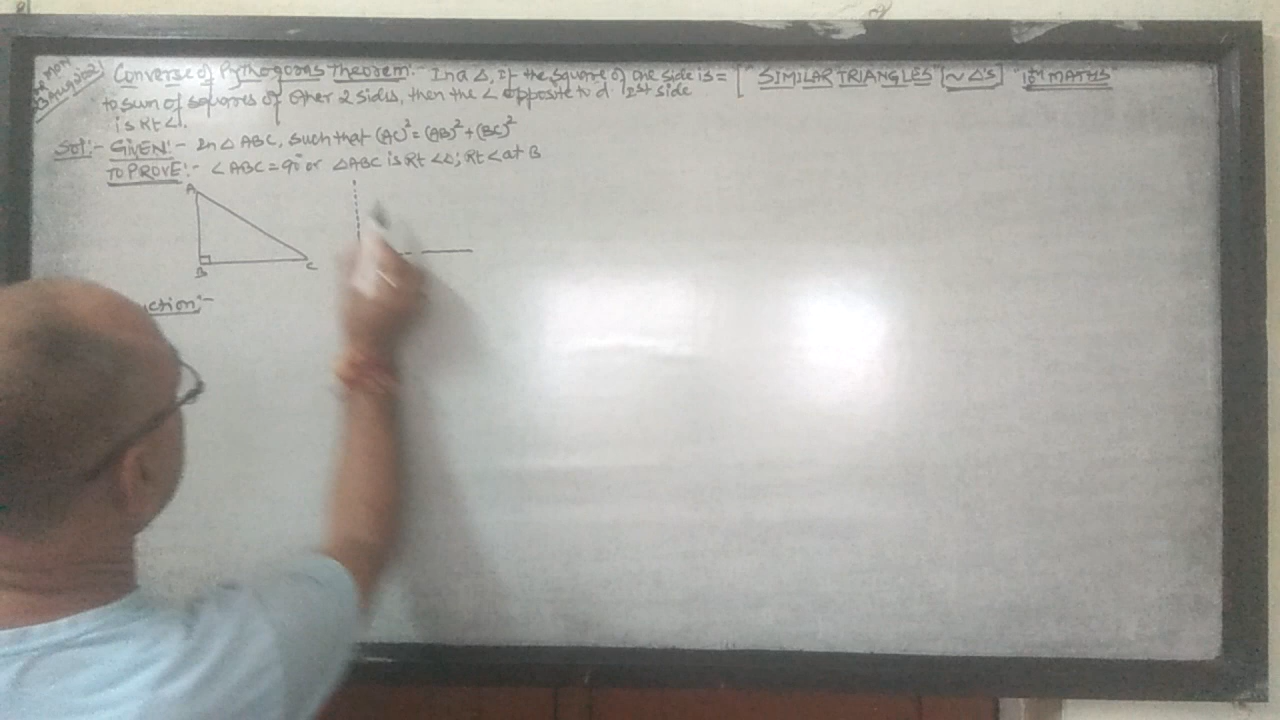 Converse of Pythogoras Theorem:- In a Δ, If the square of one side is = [ "SIMILAR TRIANGLES [~ Δ's] "10th MATHS"
to sum of squares of other 2 sides, then the ∠ opposite to d 1st side
is Rt ∠.
Sol:- GIVEN:- In Δ ABC, such that (AC)² = (AB)² + (BC)²
TO PROVE:- ∠ABC = 90° or ΔABC is Rt ∠Δ; Rt ∠ at B
A
B
C
ction:-